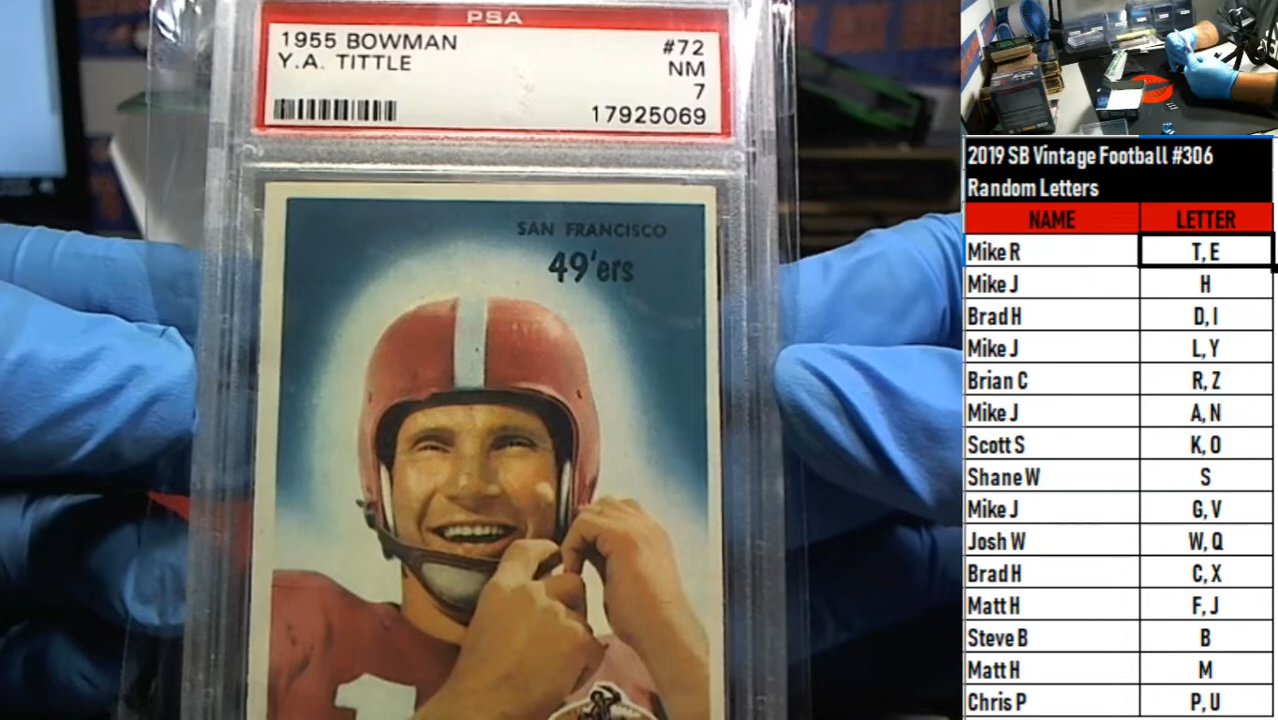 PSA
1955 BOWMAN #72
Y.A. TITTLE NM
7
17925069
SAN FRANCISCO
49'ers
1
2019 SB Vintage Football #306
Random Letters
NAME LETTER
Mike R T, E
Mike J H
Brad H D, I
Mike J L, Y
Brian C R, Z
Mike J A, N
Scott S K, O
Shane W S
Mike J G, V
Josh W W, Q
Brad H C, X
Matt H F, J
Steve B B
Matt H M
Chris P P, U